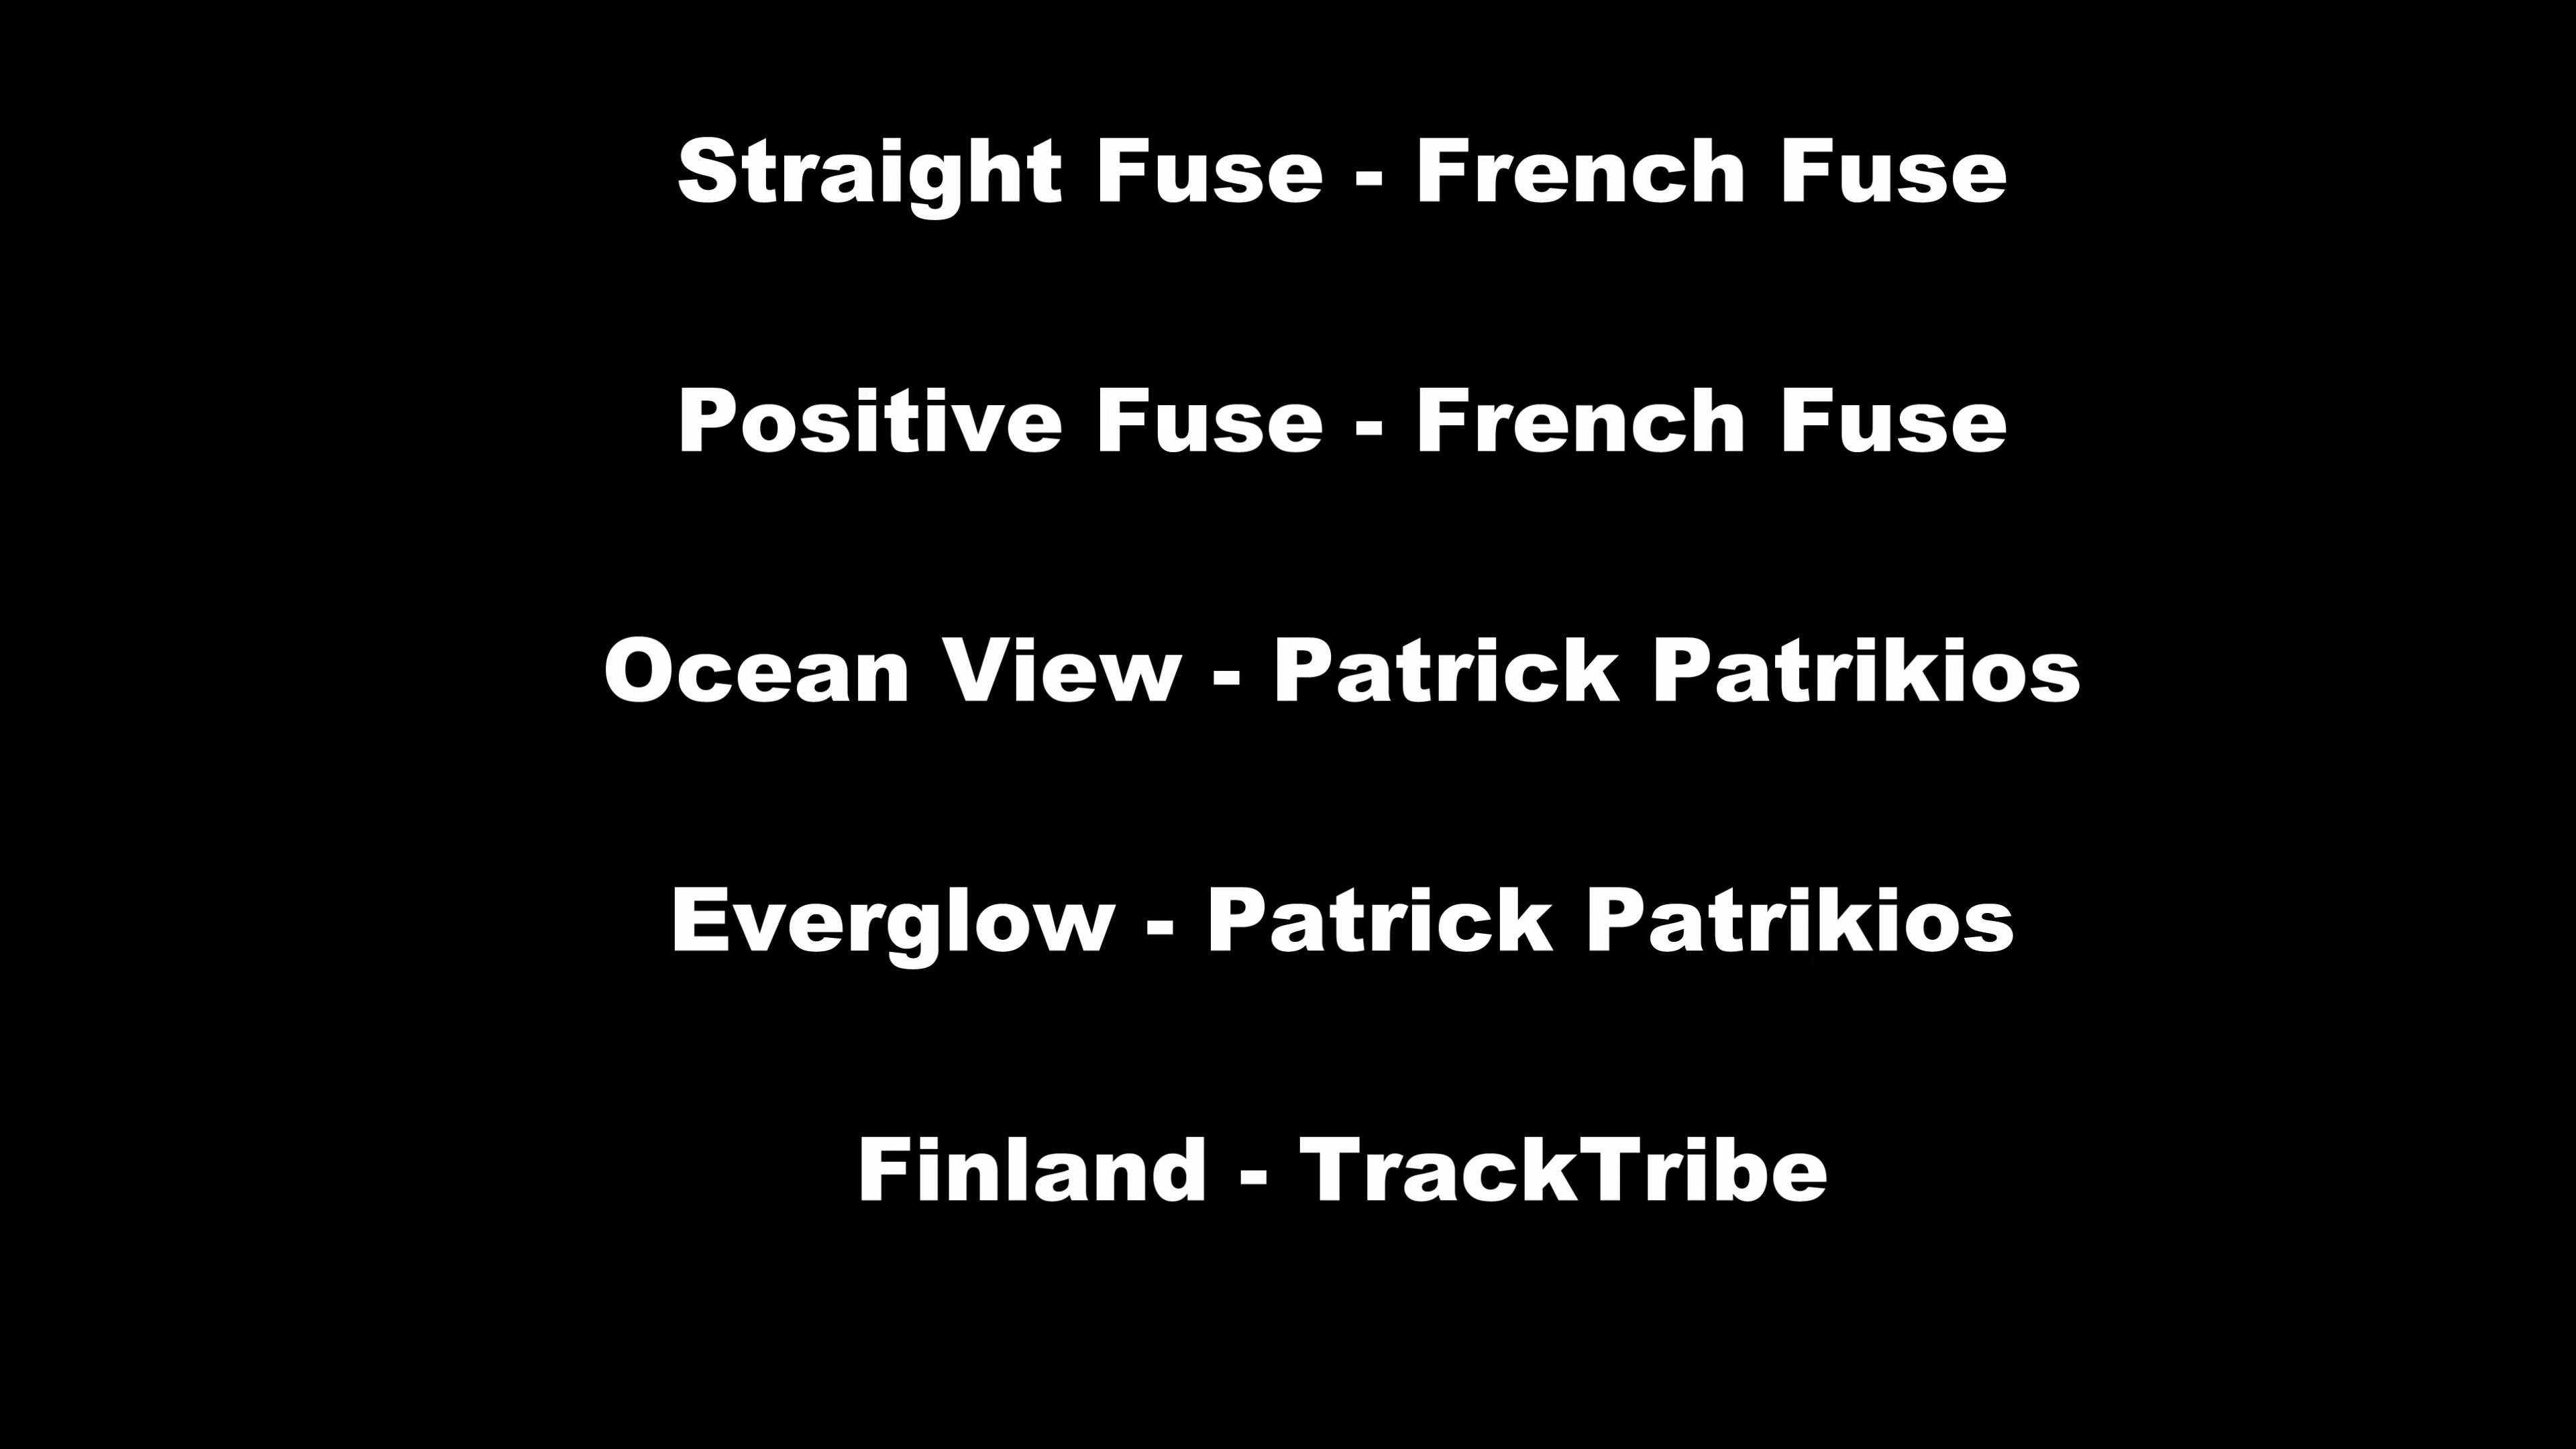 Straight Fuse - French Fuse
Positive Fuse - French Fuse
Ocean View - Patrick Patrikios
Everglow - Patrick Patrikios
Finland - TrackTribe